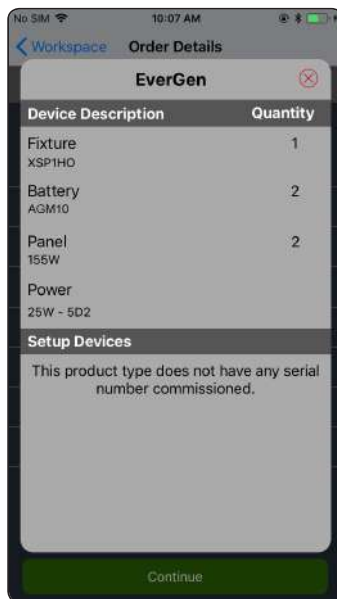 No SIM 10:07 AM
Workspace Order Details
EverGen
Device Description Quantity
Fixture 1
XSP1HO
Battery 2
AGM10
Panel 2
155W
Power
25W - 5D2
Setup Devices
This product type does not have any serial
number commissioned.
Continue